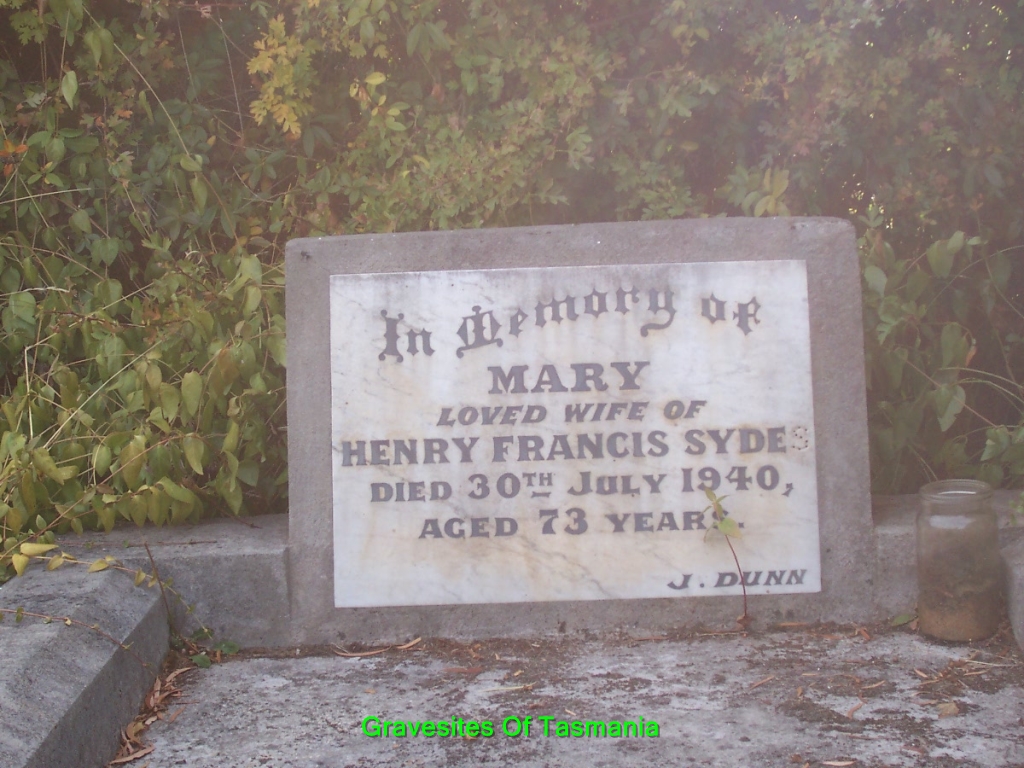 In Memory of
MARY
LOVED WIFE OF
HENRY FRANCIS SYDES
DIED 30TH JULY 1940,
AGED 73 YEARS.
J. DUNN
Gravesites Of Tasmania